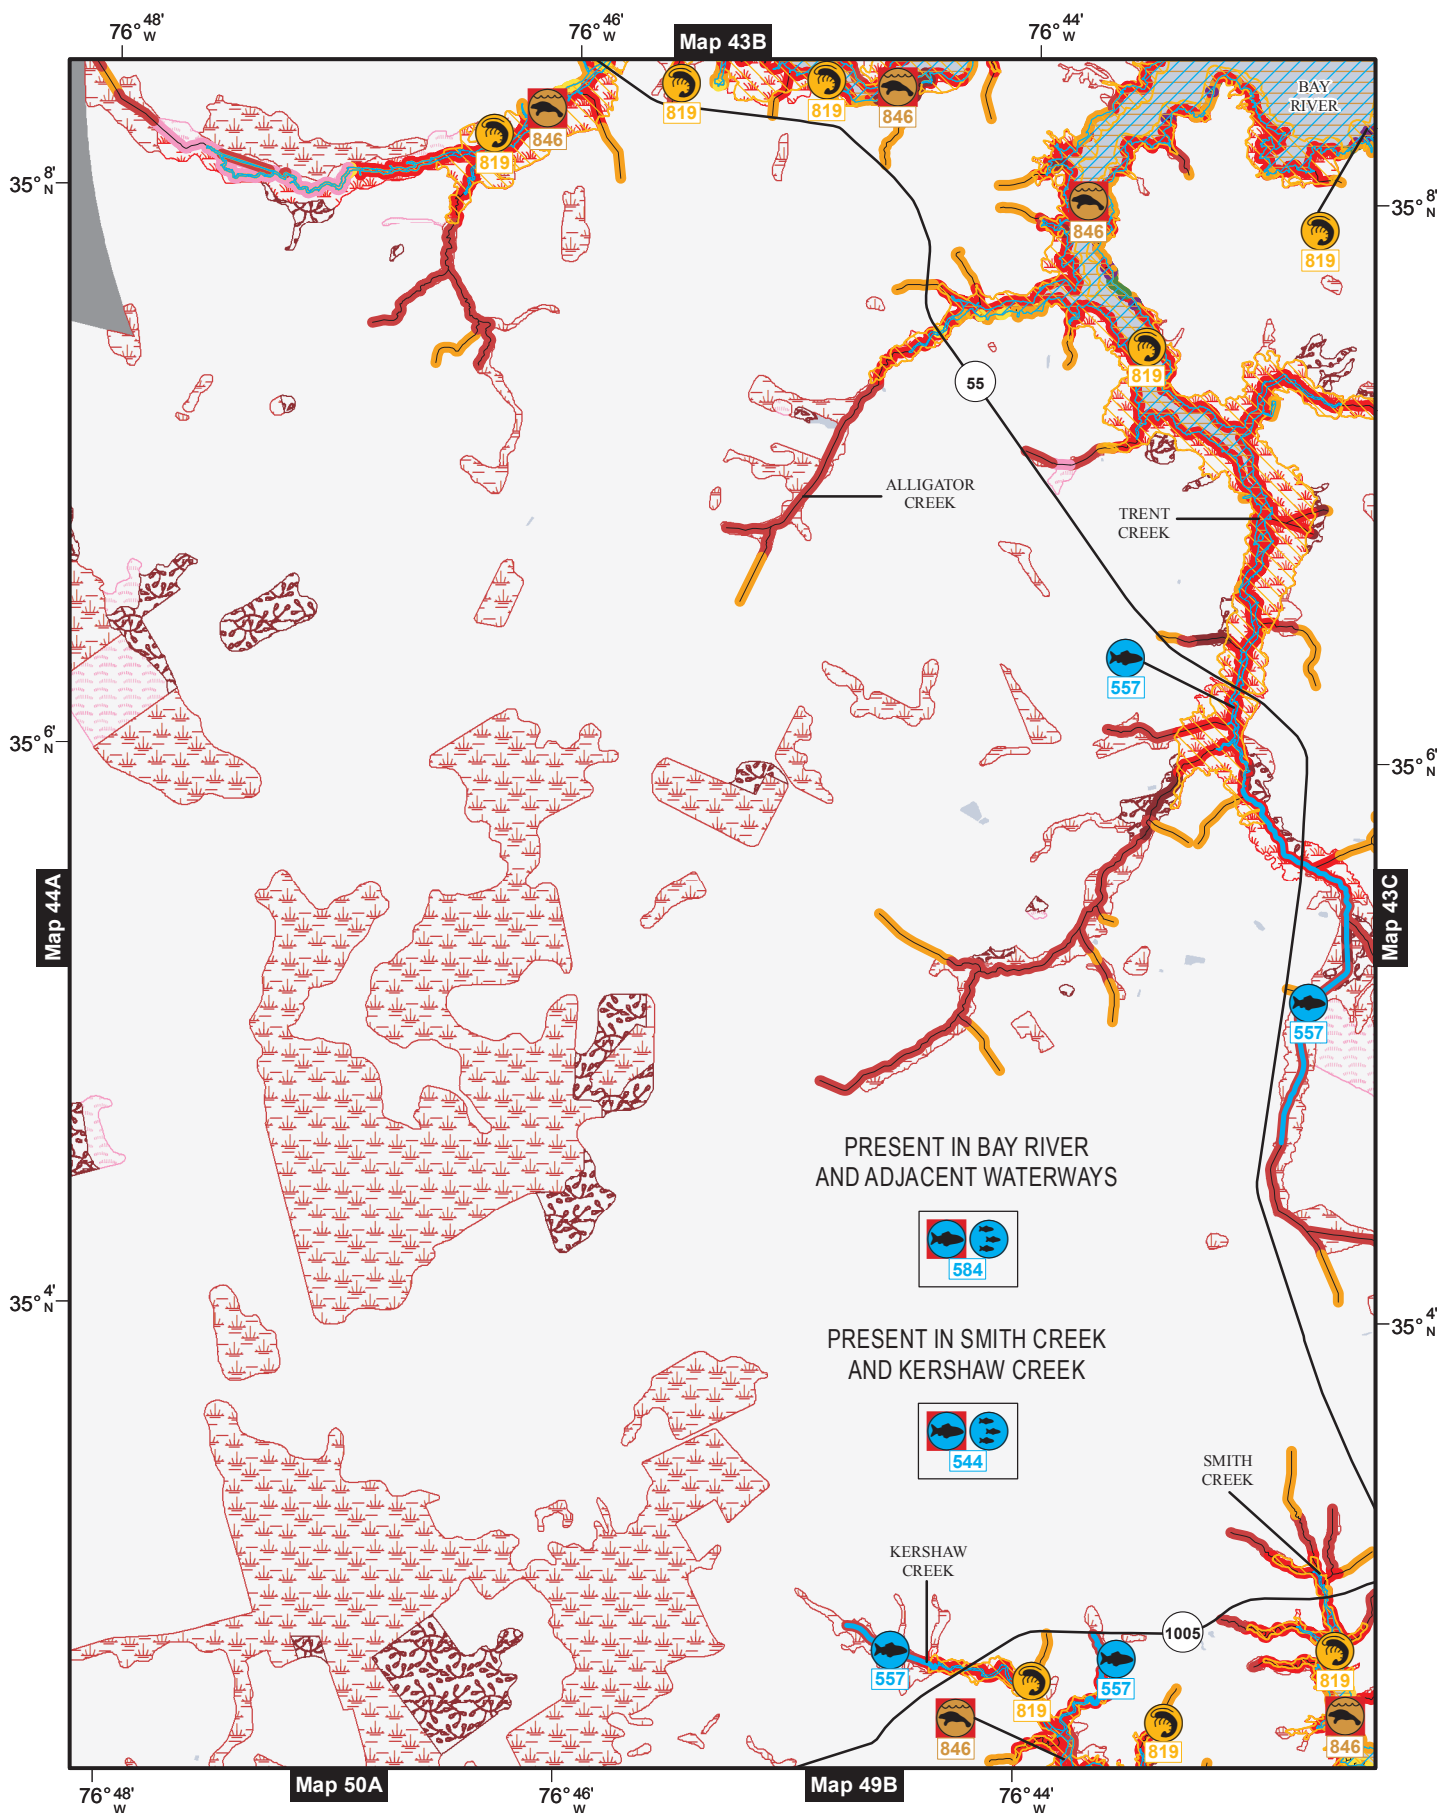 76°48' W
76°46' W
Map 43B
76°44' W
BAY
RIVER
819
819
846
846
819
35°8' N
35°8' N
846
819
819
55
ALLIGATOR
CREEK
TRENT
CREEK
557
35°6' N
35°6' N
Map 44A
Map 43C
557
PRESENT IN BAY RIVER
AND ADJACENT WATERWAYS
584
35°4' N
35°4' N
PRESENT IN SMITH CREEK
AND KERSHAW CREEK
544
SMITH
CREEK
KERSHAW
CREEK
1005
557
557
819
819
819
846
846
Map 50A
Map 49B
76°48' W
76°46' W
76°44' W